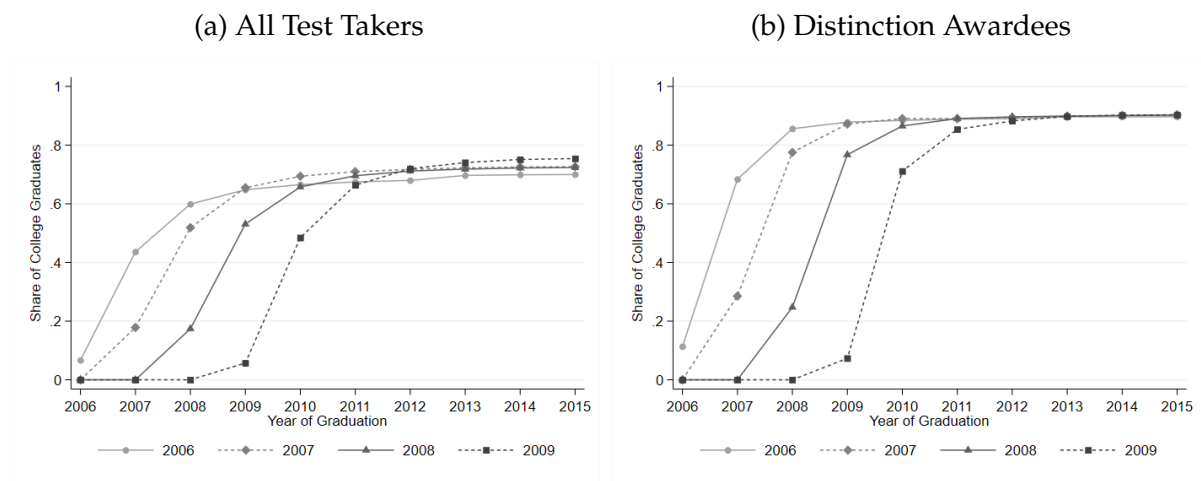 (a) All Test Takers
Share of College Graduates
1
.8
.6
.4
.2
0
2006 2007 2008 2009 2010 2011 2012 2013 2014 2015
Year of Graduation
2006 2007 2008 2009
(b) Distinction Awardees
Share of College Graduates
1
.8
.6
.4
.2
0
2006 2007 2008 2009 2010 2011 2012 2013 2014 2015
Year of Graduation
2006 2007 2008 2009